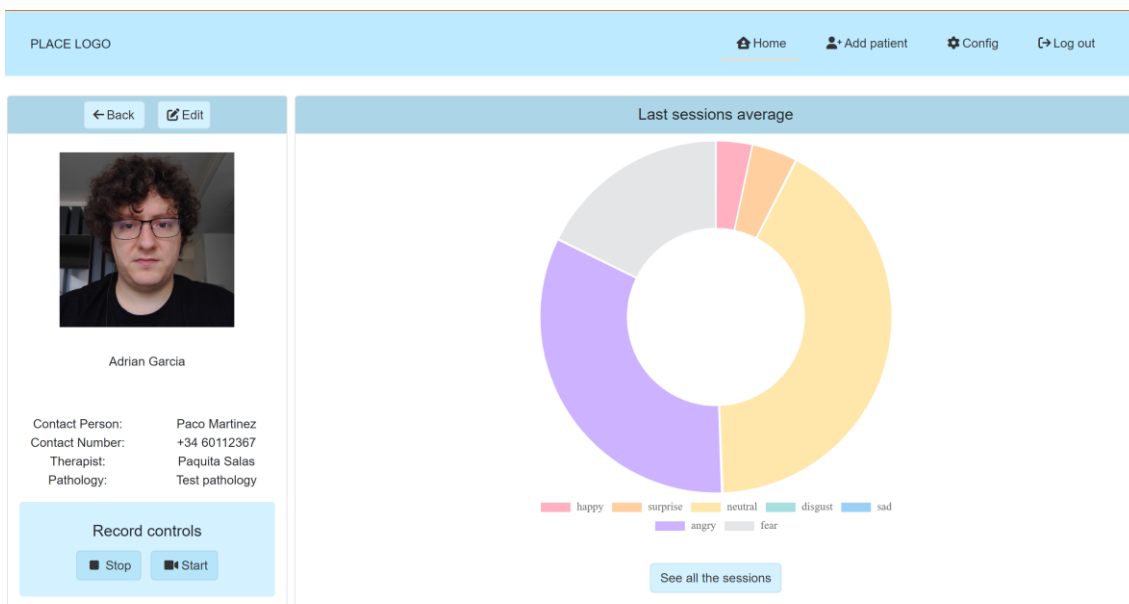 PLACE LOGO
Home
Add patient
Config
Log out
Back
Edit
Last sessions average
Adrian Garcia
Contact Person: Paco Martinez
Contact Number: +34 60112367
Therapist: Paquita Salas
Pathology: Test pathology
Record controls
Stop
Start
happy surprise neutral disgust sad
angry fear
See all the sessions